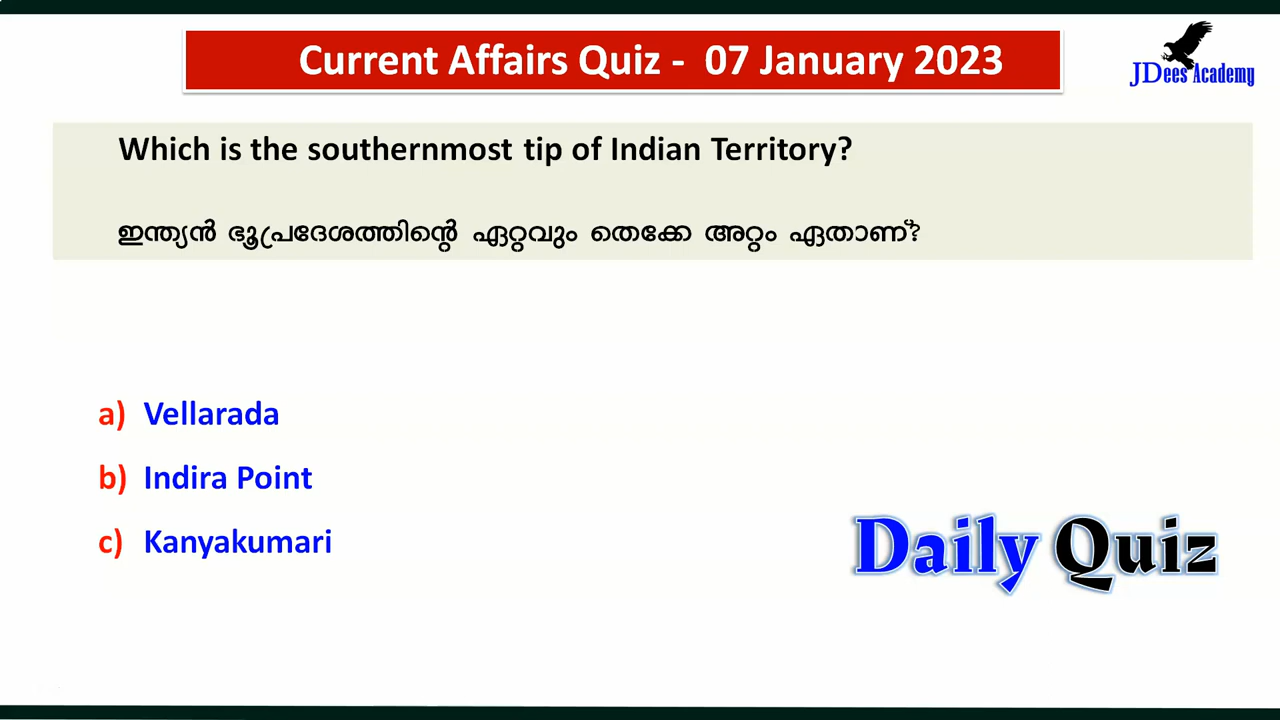 Current Affairs Quiz - 07 January 2023
JDees Academy
Which is the southernmost tip of Indian Territory?
ഇന്ത്യൻ ഭൂപ്രദേശത്തിന്റെ ഏറ്റവും തെക്കേ അറ്റം ഏതാണ്?
a) Vellarada
b) Indira Point
c) Kanyakumari
Daily Quiz